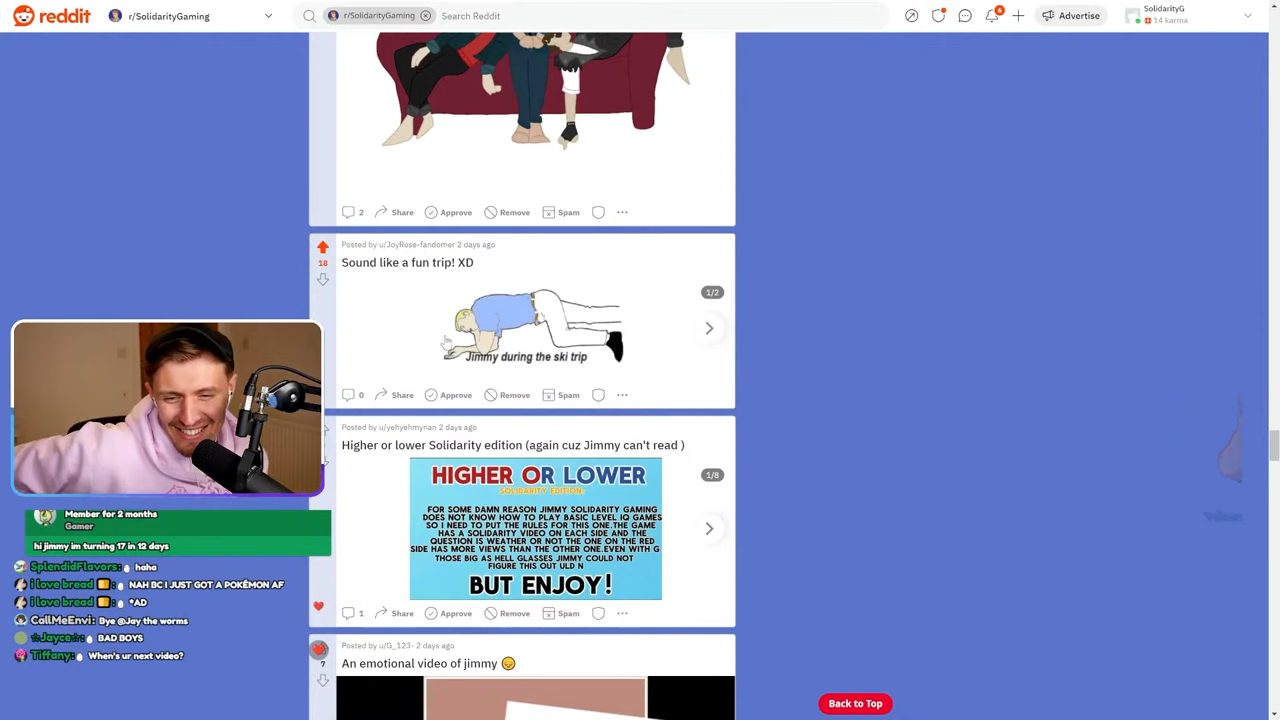 reddit
r/SolidarityGaming
r/SolidarityGaming
Search Reddit
6
Advertise
SolidarityG
14 karma
2
Share
Approve
Remove
Spam
Posted by u/JoyRose-fandomer 2 days ago
Sound like a fun trip! XD
18
1/2
Jimmy during the ski trip
0
Share
Approve
Remove
Spam
Posted by u/yehyehmynan 2 days ago
Higher or lower Solidarity edition (again cuz Jimmy can't read )
1/8
HIGHER OR LOWER
SOLIDARITY EDITION
FOR SOME DAMN REASON JIMMY SOLIDARITY GAMING
DOES NOT KNOW HOW TO PLAY BASIC LEVEL IQ GAMES
SO I NEED TO PUT THE RULES FOR THIS ONE.THE GAME
HAS A SOLIDARITY VIDEO ON EACH SIDE AND THE
QUESTION IS WEATHER OR NOT THE ONE ON THE RED
SIDE HAS MORE VIEWS THAN THE OTHER ONE.EVEN WITH G
THOSE BIG AS HELL GLASSES JIMMY COULD NOT
FIGURE THIS OUT ULD N
BUT ENJOY!
1
Share
Approve
Remove
Spam
Posted by u/G_123- 2 days ago
An emotional video of jimmy
7
Member for 2 months
Gamer
hi jimmy im turning 17 in 12 days
SplendidFlavors: haha
i love bread : NAH BC I JUST GOT A POKÉMON AF
i love bread : *AD
CallMeEnvi: Bye @Jay the worms
☆Jayce☆: BAD BOYS
Tiffany: When's ur next video?
Back to Top